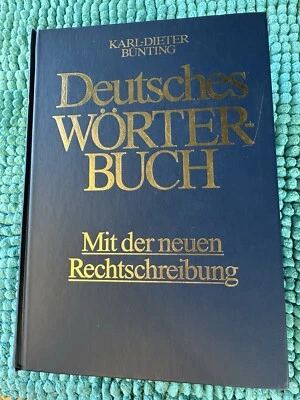 KARL-DIETER
BÜNTING
Deutsches
WÖRTER-
BUCH
Mit der neuen
Rechtschreibung